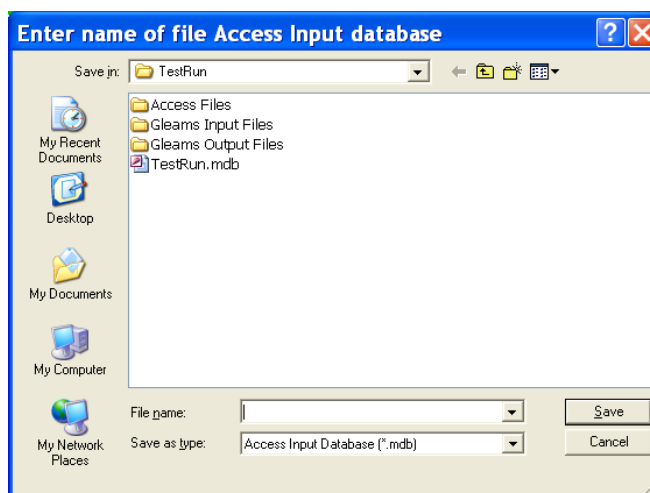 Enter name of file Access Input database
Save in: TestRun
Access Files
Gleams Input Files
Gleams Output Files
TestRun.mdb
My Recent
Documents
Desktop
My Documents
My Computer
My Network
Places
File name: Save
Save as type: Access Input Database (*.mdb) Cancel